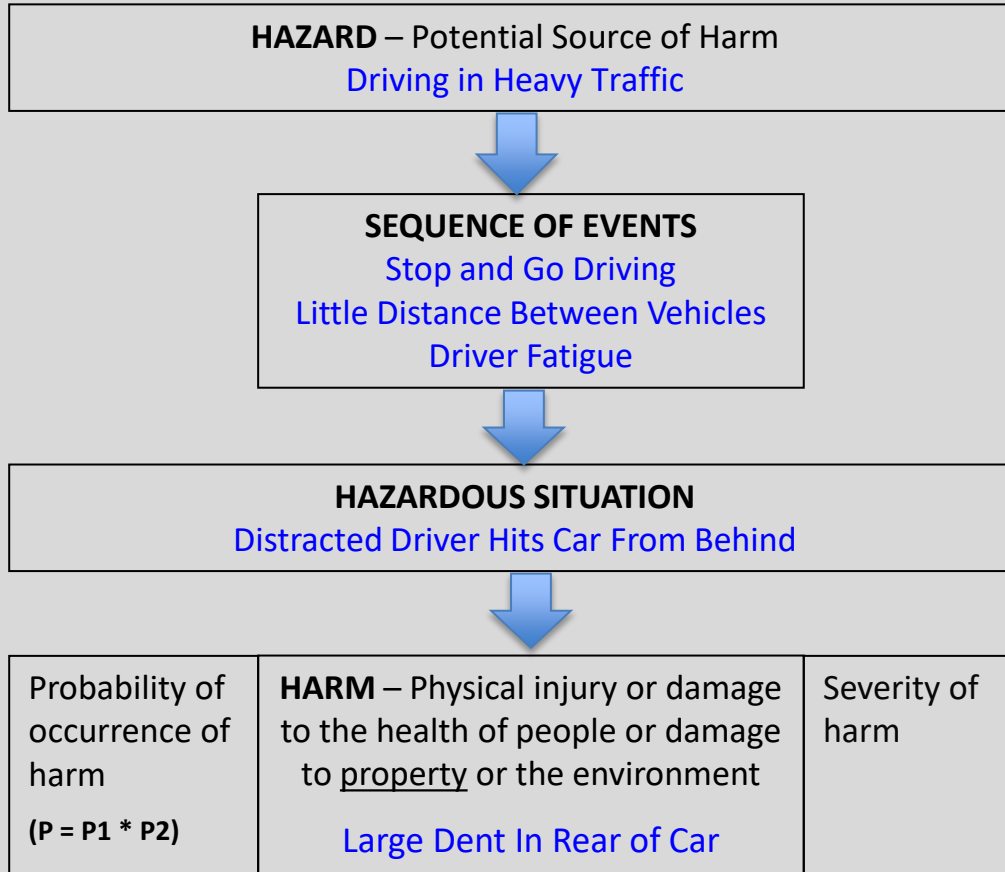 HAZARD – Potential Source of Harm
Driving in Heavy Traffic
SEQUENCE OF EVENTS
Stop and Go Driving
Little Distance Between Vehicles
Driver Fatigue
HAZARDOUS SITUATION
Distracted Driver Hits Car From Behind
Probability of
occurrence of
harm
(P = P1 * P2)
HARM – Physical injury or damage
to the health of people or damage
to property or the environment
Large Dent In Rear of Car
Severity of
harm